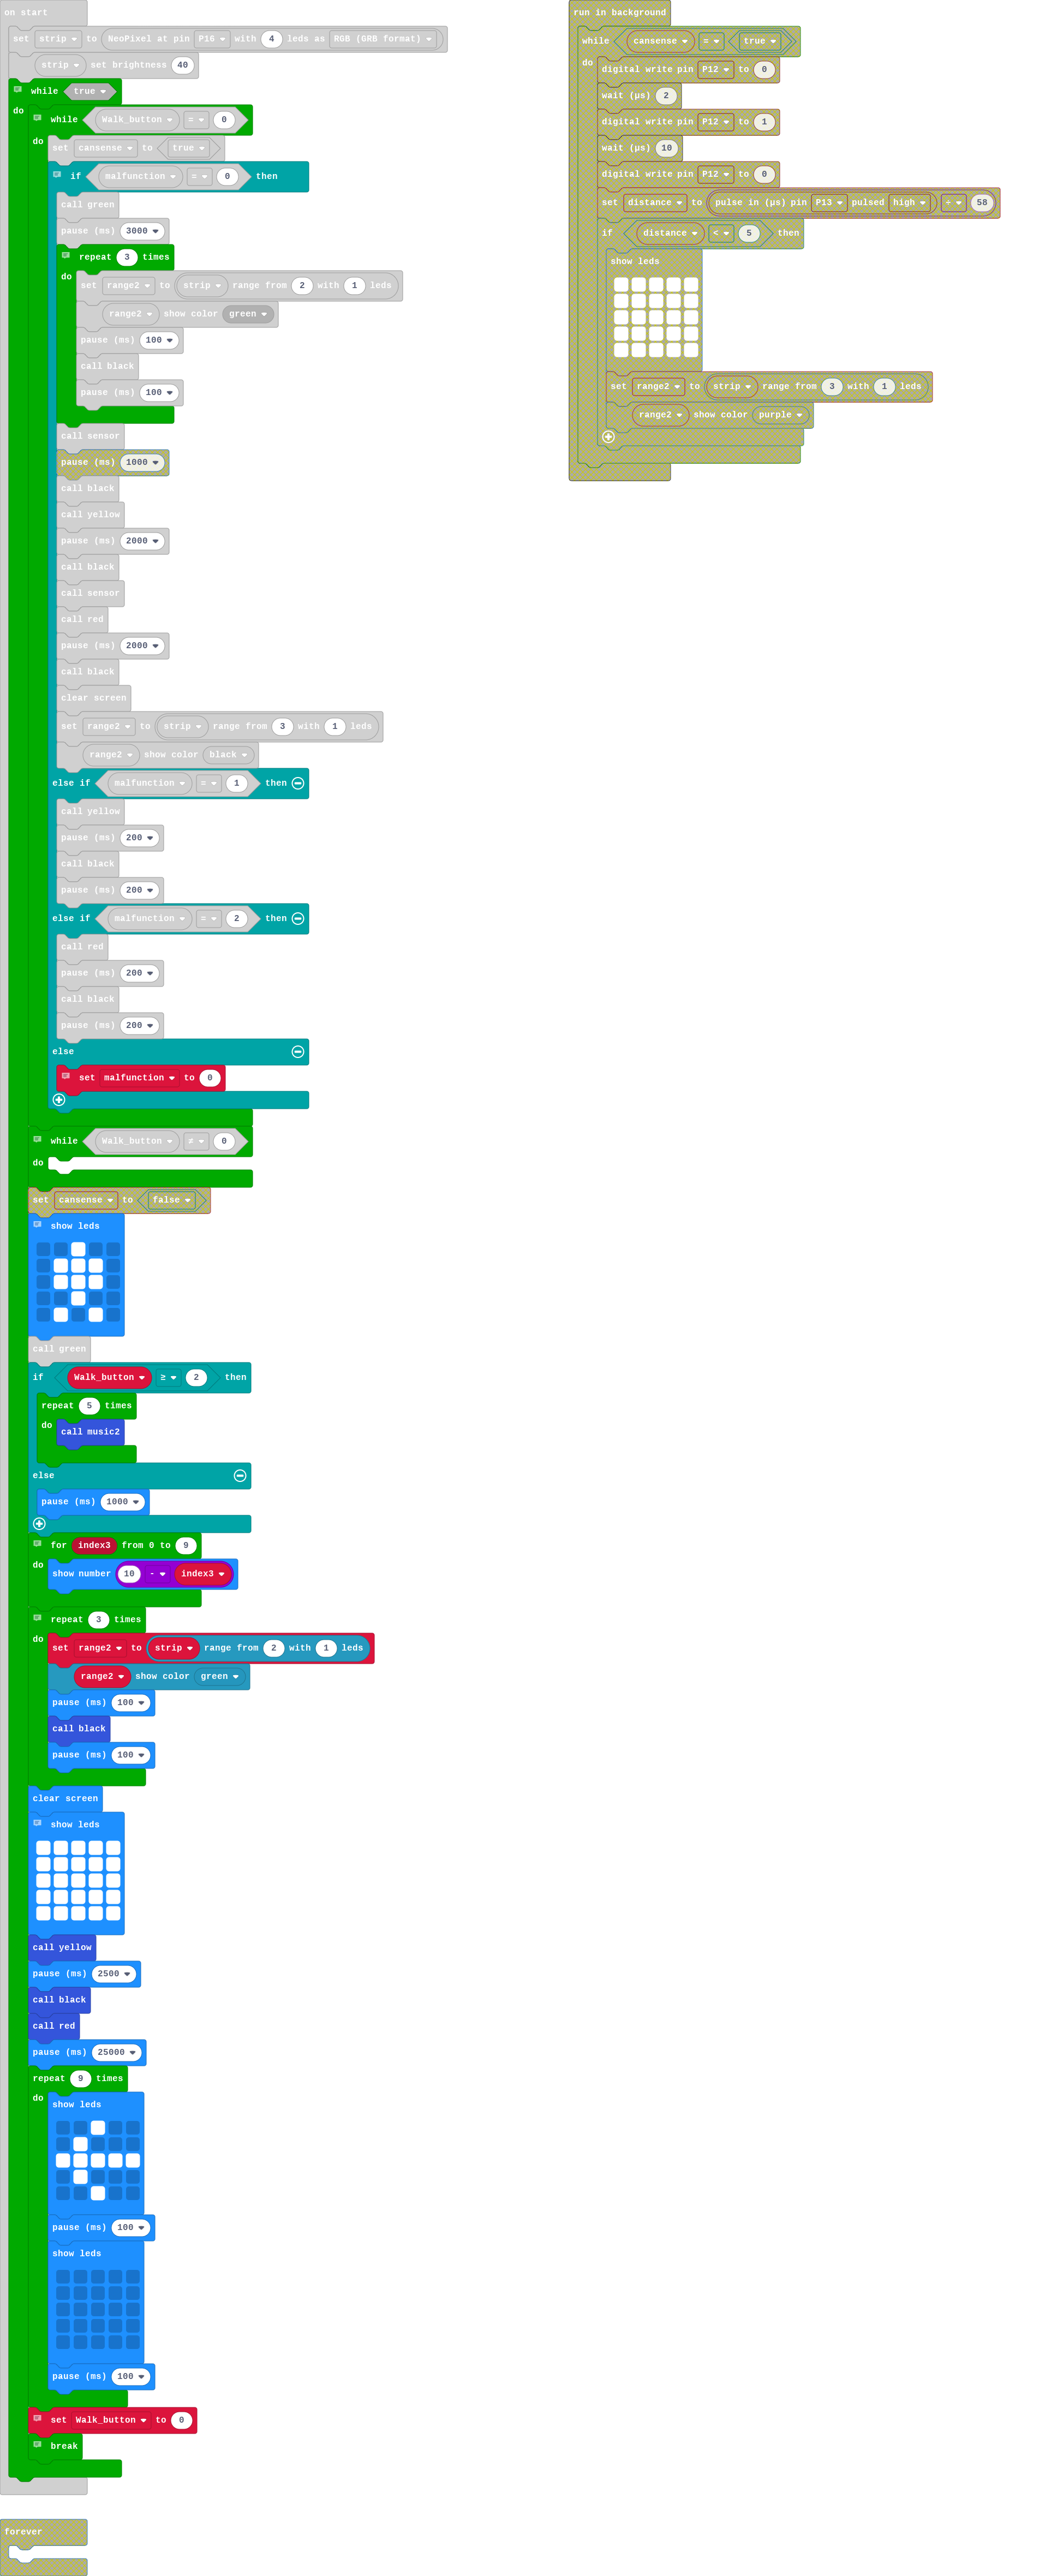 on start
set strip to NeoPixel at pin P16 with 4 leds as RGB (GRB format)
strip set brightness 40
while true
do
while Walk_button = 0
do
set cansense to true
if malfunction = 0 then
call green
pause (ms) 3000
repeat 3 times
do
set range2 to strip range from 2 with 1 leds
range2 show color green
pause (ms) 100
call black
pause (ms) 100
call sensor
pause (ms) 1000
call black
call yellow
pause (ms) 2000
call black
call sensor
call red
pause (ms) 2000
call black
clear screen
set range2 to strip range from 3 with 1 leds
range2 show color black
else if malfunction = 1 then
call yellow
pause (ms) 200
call black
pause (ms) 200
else if malfunction = 2 then
call red
pause (ms) 200
call black
pause (ms) 200
else
set malfunction to 0
while Walk_button ≠ 0
do
set cansense to false
show leds
call green
if Walk_button ≥ 2 then
repeat 5 times
do
call music2
else
pause (ms) 1000
for index3 from 0 to 9
do
show number 10 - index3
repeat 3 times
do
set range2 to strip range from 2 with 1 leds
range2 show color green
pause (ms) 100
call black
pause (ms) 100
clear screen
show leds
call yellow
pause (ms) 2500
call black
call red
pause (ms) 25000
repeat 9 times
do
show leds
pause (ms) 100
show leds
pause (ms) 100
set Walk_button to 0
break
forever
run in background
while cansense = true
do
digital write pin P12 to 0
wait (µs) 2
digital write pin P12 to 1
wait (µs) 10
digital write pin P12 to 0
set distance to pulse in (µs) pin P13 pulsed high ÷ 58
if distance < 5 then
show leds
set range2 to strip range from 3 with 1 leds
range2 show color purple